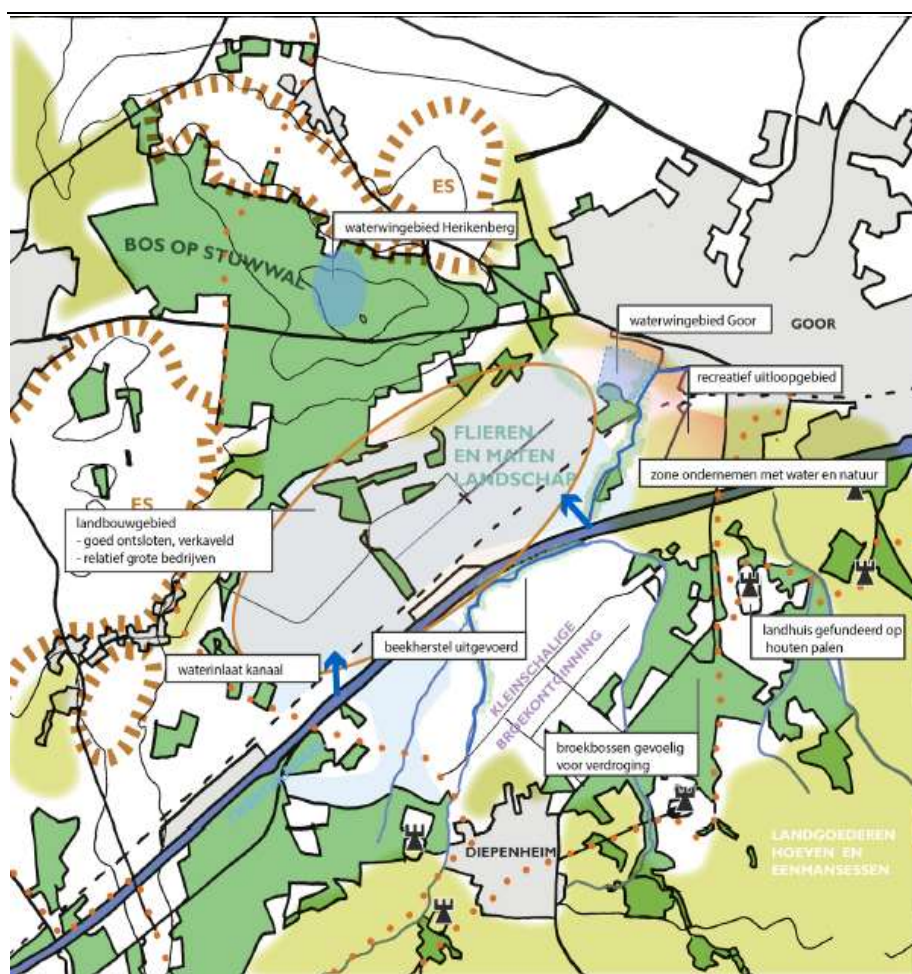 ES
waterwingebied Herikenberg
BOS OP STUWWAL
waterwingebied Goor
GOOR
recreatief uitloopgebied
FLIEREN
EN MATEN
LANDSCHAP
zone ondernemen met water en natuur
ES
landbouwgebied
- goed ontsloten, verkaveld
- relatief grote bedrijven
landhuis gefundeerd op
houten palen
beekherstel uitgevoerd
waterinlaat kanaal
KLEINSCHALIGE
BROEKONTGINNING
broekbossen gevoelig
voor verdroging
DIEPENHEIM
LANDGOEDEREN
HOEVEN EN
EENMANSESSEN